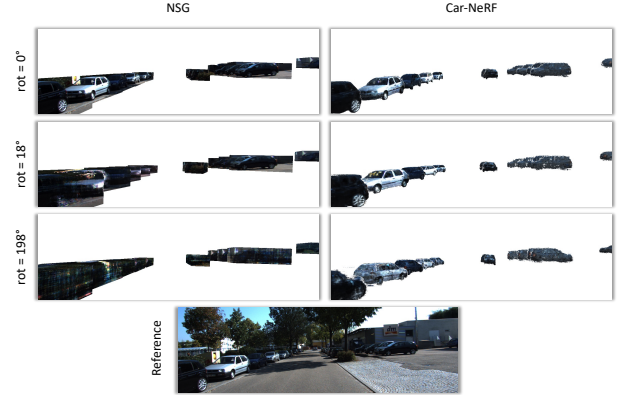 NSG
Car-NeRF
rot = 0°
rot = 18°
rot = 198°
Reference